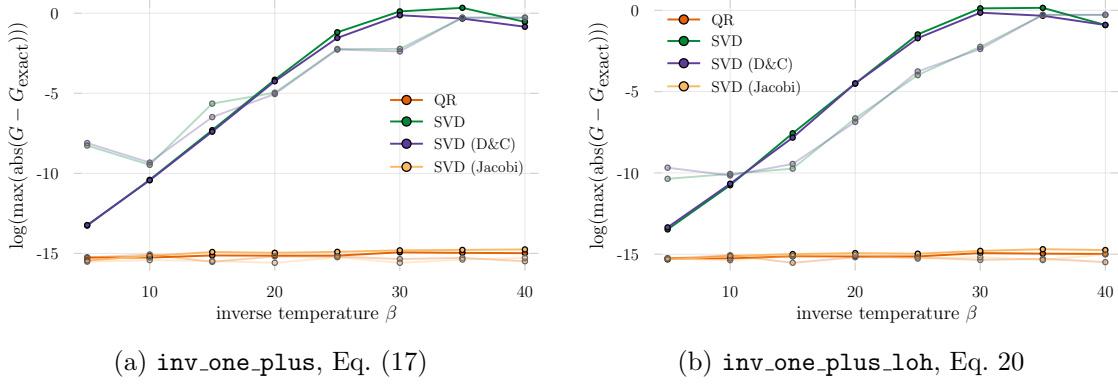 0
-5
-10
-15
log(max(abs(G − G_exact)))
QR
SVD
SVD (D&C)
SVD (Jacobi)
10
20
30
40
inverse temperature β
(a) inv_one_plus, Eq. (17)
0
-5
-10
-15
log(max(abs(G − G_exact)))
QR
SVD
SVD (D&C)
SVD (Jacobi)
10
20
30
40
inverse temperature β
(b) inv_one_plus_loh, Eq. 20